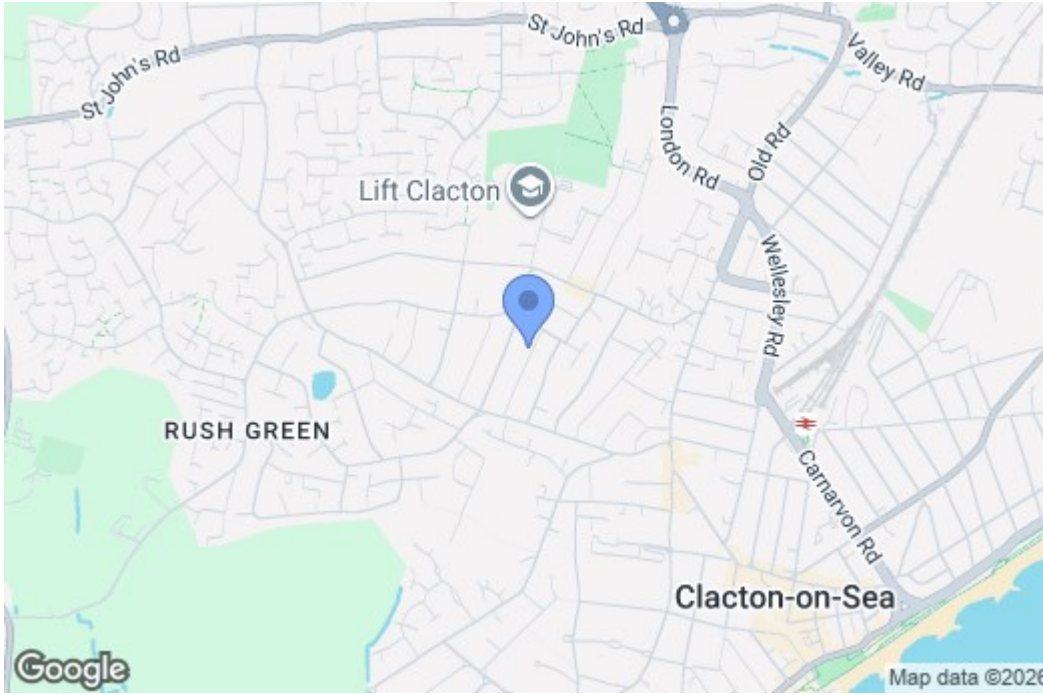 St John's Rd
St John's Rd
Valley Rd
London Rd
Old Rd
Lift Clacton
Wellesley Rd
RUSH GREEN
Carnarvon Rd
Clacton-on-Sea
Google
Map data ©2026